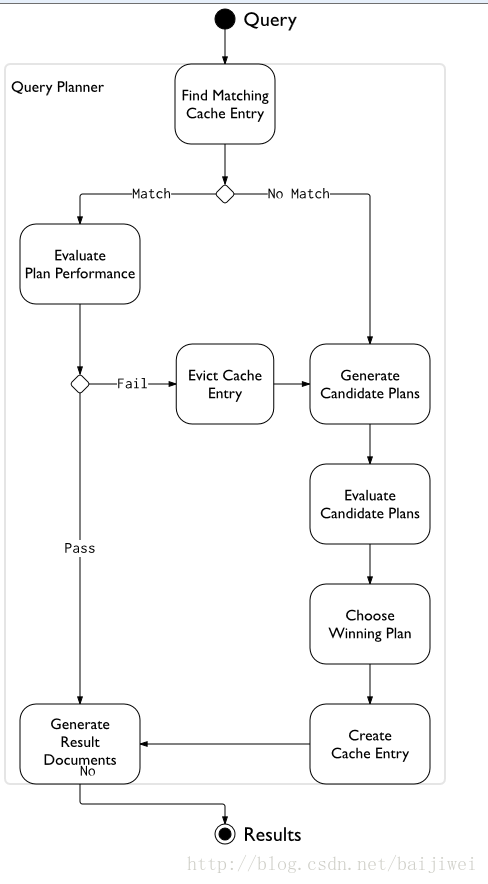 Query
Query Planner
Find Matching
Cache Entry
Match
No Match
Evaluate
Plan Performance
Fail
Evict Cache
Entry
Generate
Candidate Plans
Evaluate
Candidate Plans
Pass
Choose
Winning Plan
Generate
Result
Documents
No
Create
Cache Entry
Results
http://blog.csdn.net/baijiwei